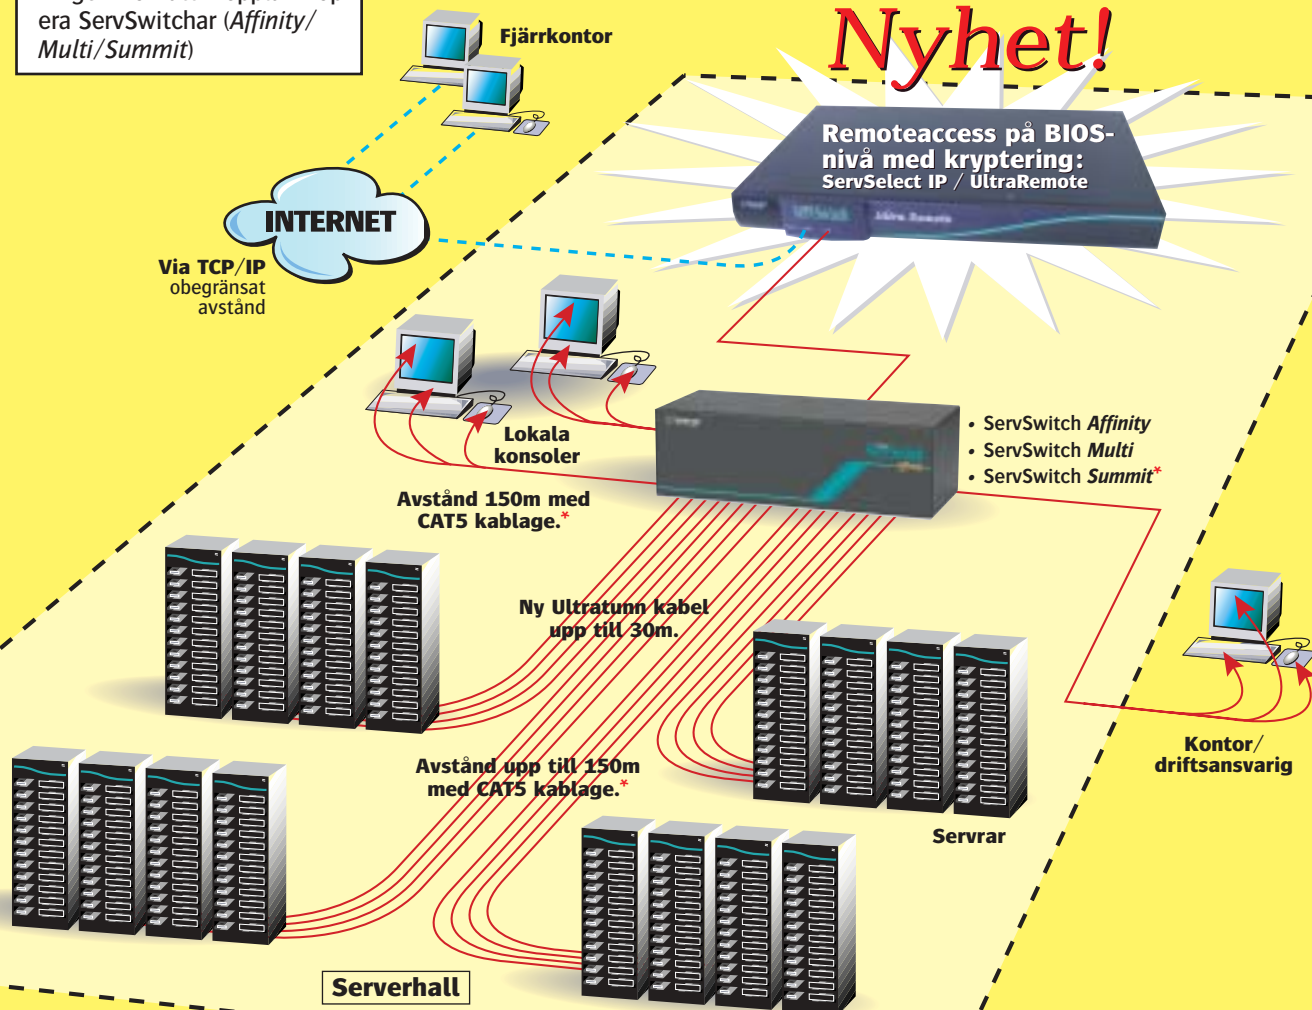 era ServSwitchar (Affinity/
Multi/Summit)
Fjärrkontor
Nyhet!
Remoteaccess på BIOS-
nivå med kryptering:
ServSelect IP / UltraRemote
INTERNET
Via TCP/IP
obegränsat
avstånd
Lokala
konsoler
• ServSwitch Affinity
• ServSwitch Multi
• ServSwitch Summit*
Avstånd 150m med
CAT5 kablage.*
Ny Ultratunn kabel
upp till 30m.
Avstånd upp till 150m
med CAT5 kablage.*
Kontor/
driftsansvarig
Servrar
Serverhall